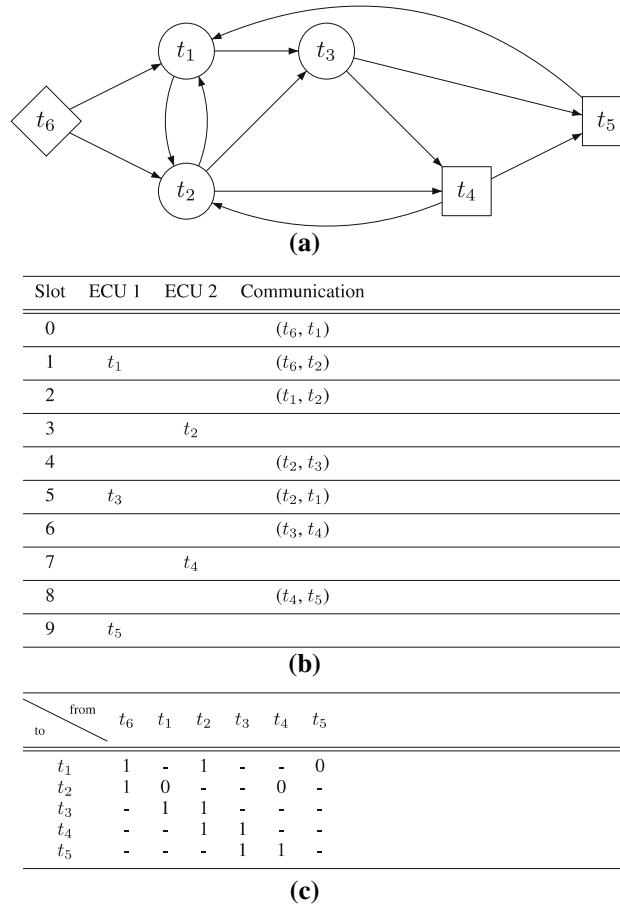 t₁ t₃
t₆ t₅
t₂ t₄
(a)
Slot ECU 1 ECU 2 Communication
0 (t₆, t₁)
1 t₁ (t₆, t₂)
2 (t₁, t₂)
3 t₂
4 (t₂, t₃)
5 t₃ (t₂, t₁)
6 (t₃, t₄)
7 t₄
8 (t₄, t₅)
9 t₅
(b)
from
to t₆ t₁ t₂ t₃ t₄ t₅
t₁ 1 - 1 - - 0
t₂ 1 0 - - 0 -
t₃ - 1 1 - - -
t₄ - - 1 1 - -
t₅ - - - 1 1 -
(c)